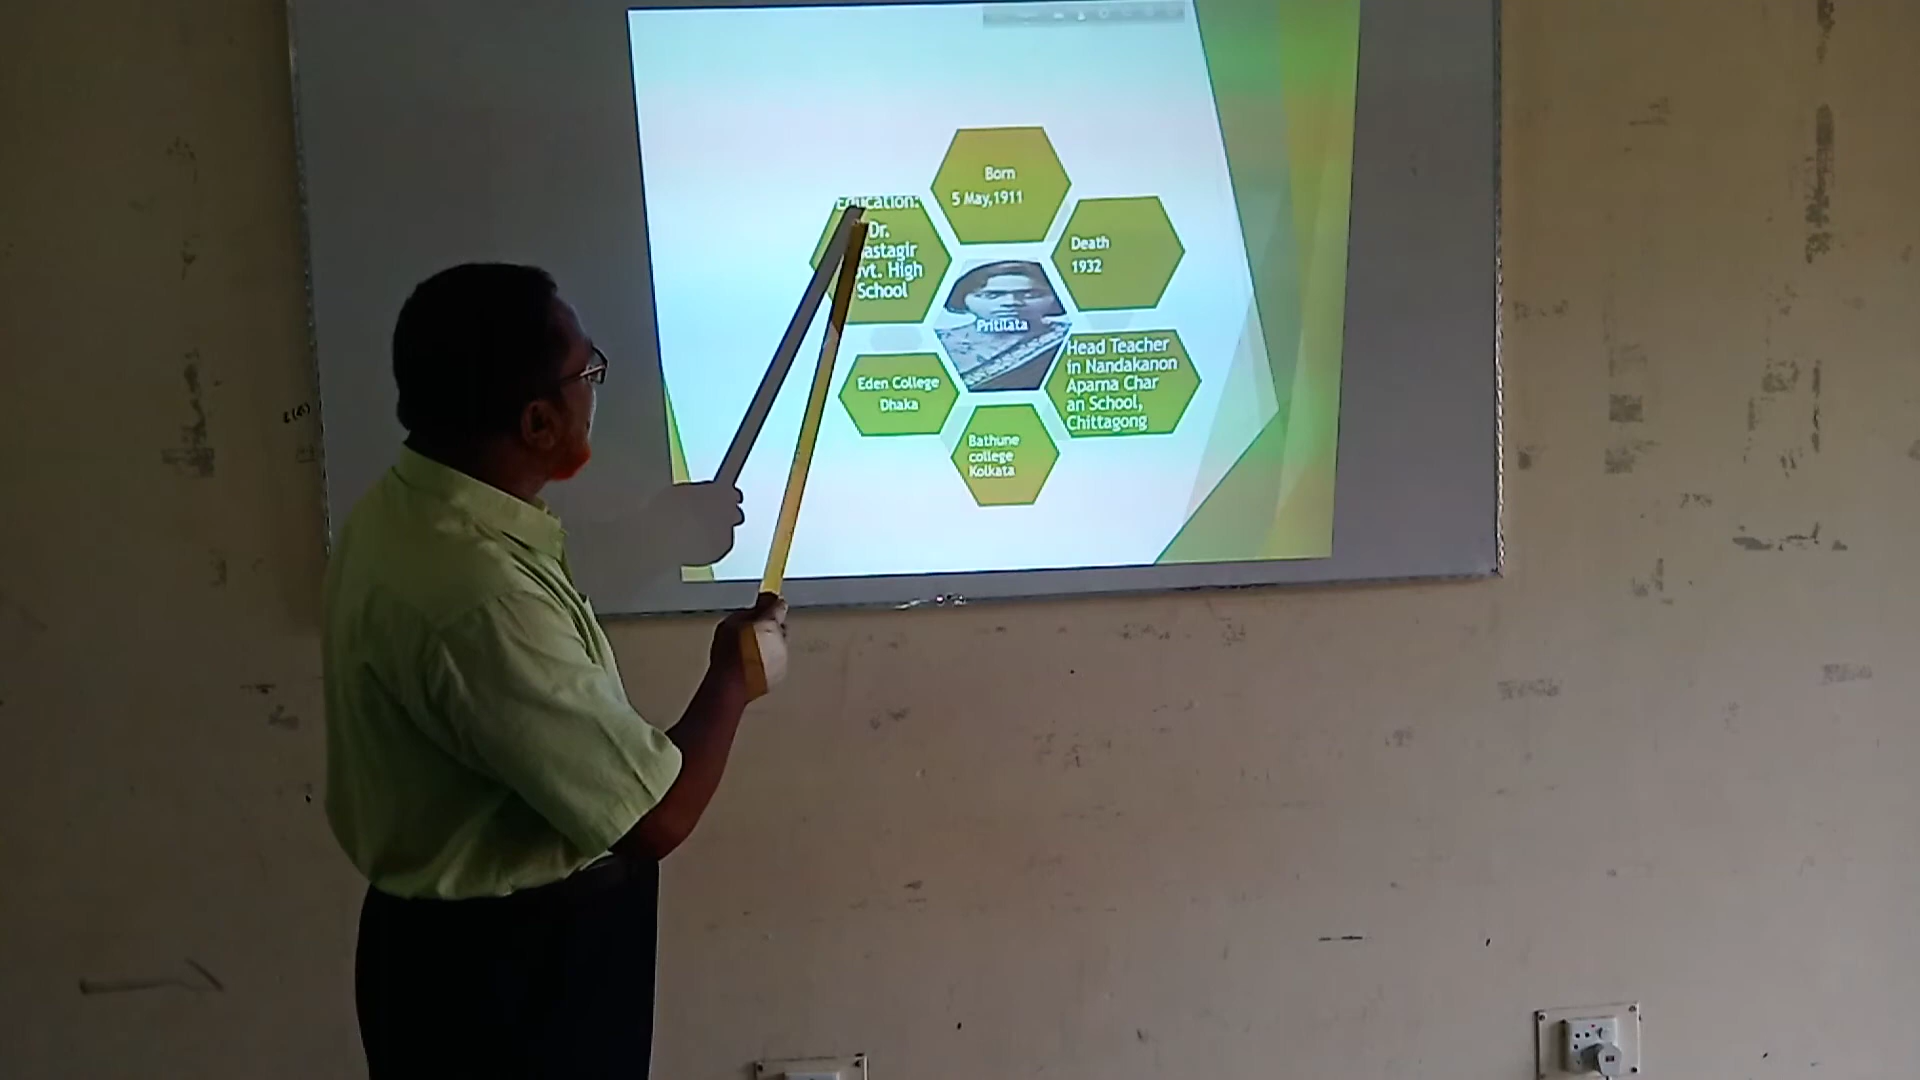 Born
5 May,1911
Education:
Dr.
astagir
vt. High
School
Death
1932
Pritilata
Head Teacher
in Nandakanon
Aparna Char
an School,
Chittagong
Eden College
Dhaka
Bathune
college
Kolkata